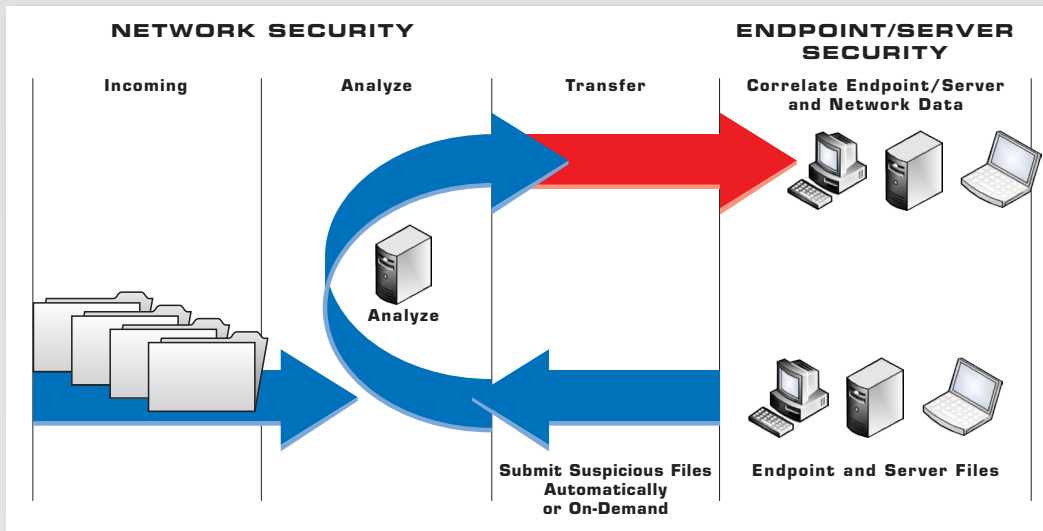 NETWORK SECURITY
ENDPOINT/SERVER
SECURITY
Incoming
Analyze
Transfer
Correlate Endpoint/Server
and Network Data
Analyze
Submit Suspicious Files
Automatically
or On-Demand
Endpoint and Server Files